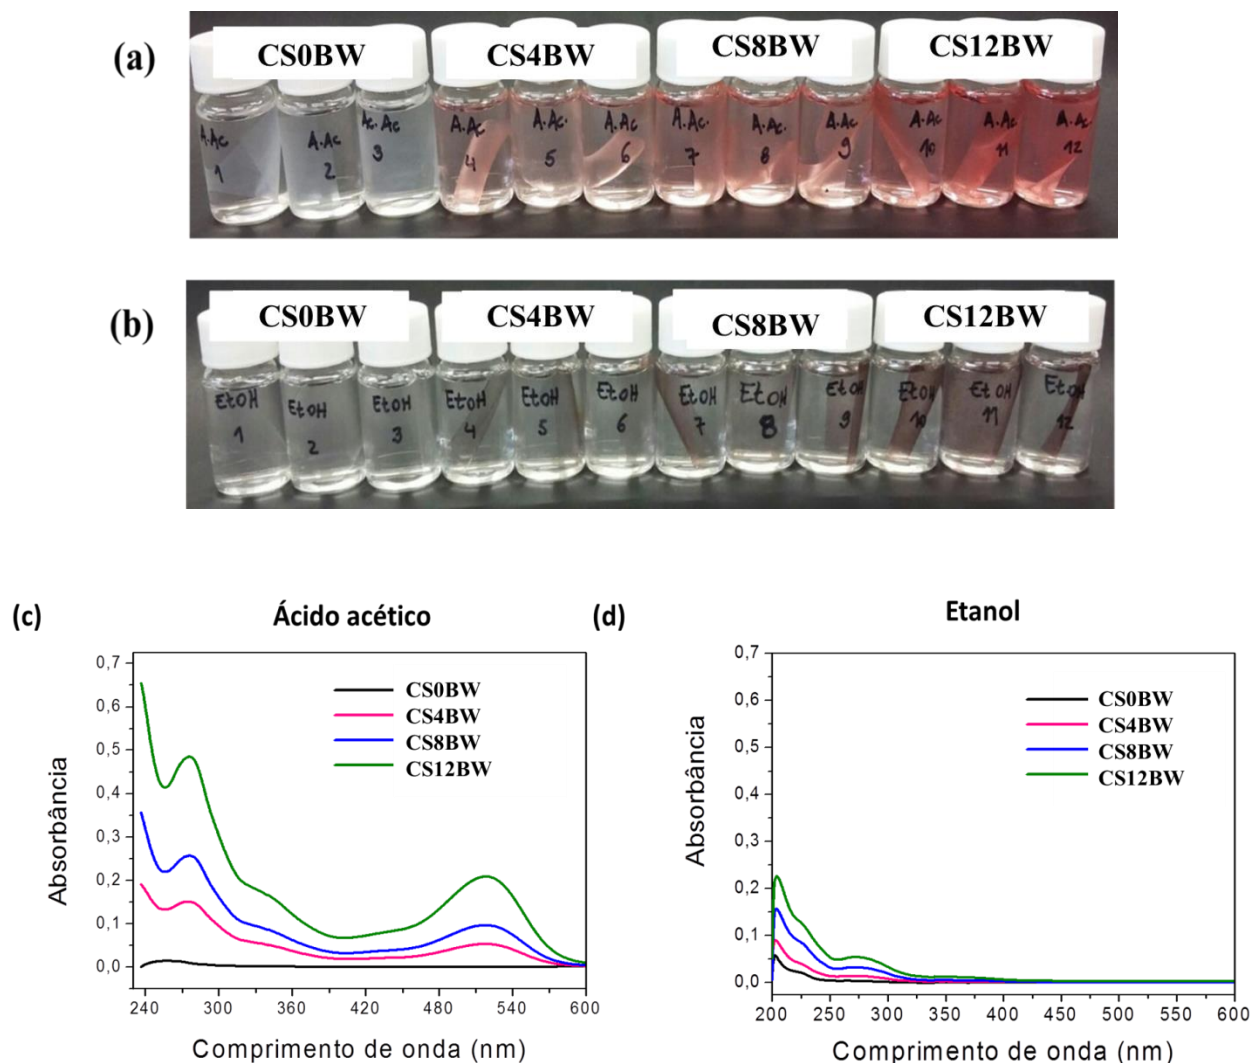 (a)
CS0BW CS4BW CS8BW CS12BW
A.Ac 1
A.Ac 2
Ac.Ac 3
A.Ac 4
A.Ac. 5
A.Ac 6
A.Ac. 7
A.Ac. 8
A.Ac 9
A.Ac 10
A.Ac 11
A.Ac 12
(b)
CS0BW CS4BW CS8BW CS12BW
EtOH 1
EtOH 2
EtOH 3
EtOH 4
EtOH 5
EtOH 6
EtOH 7
EtOH 8
EtOH 9
EtOH 10
EtOH 11
EtOH 12
(c) Ácido acético
0,7
0,6
0,5
0,4
0,3
0,2
0,1
0,0
Absorbância
CS0BW
CS4BW
CS8BW
CS12BW
240 300 360 420 480 540 600
Comprimento de onda (nm)
(d) Etanol
0,7
0,6
0,5
0,4
0,3
0,2
0,1
0,0
Absorbância
CS0BW
CS4BW
CS8BW
CS12BW
200 250 300 350 400 450 500 550 600
Comprimento de onda (nm)